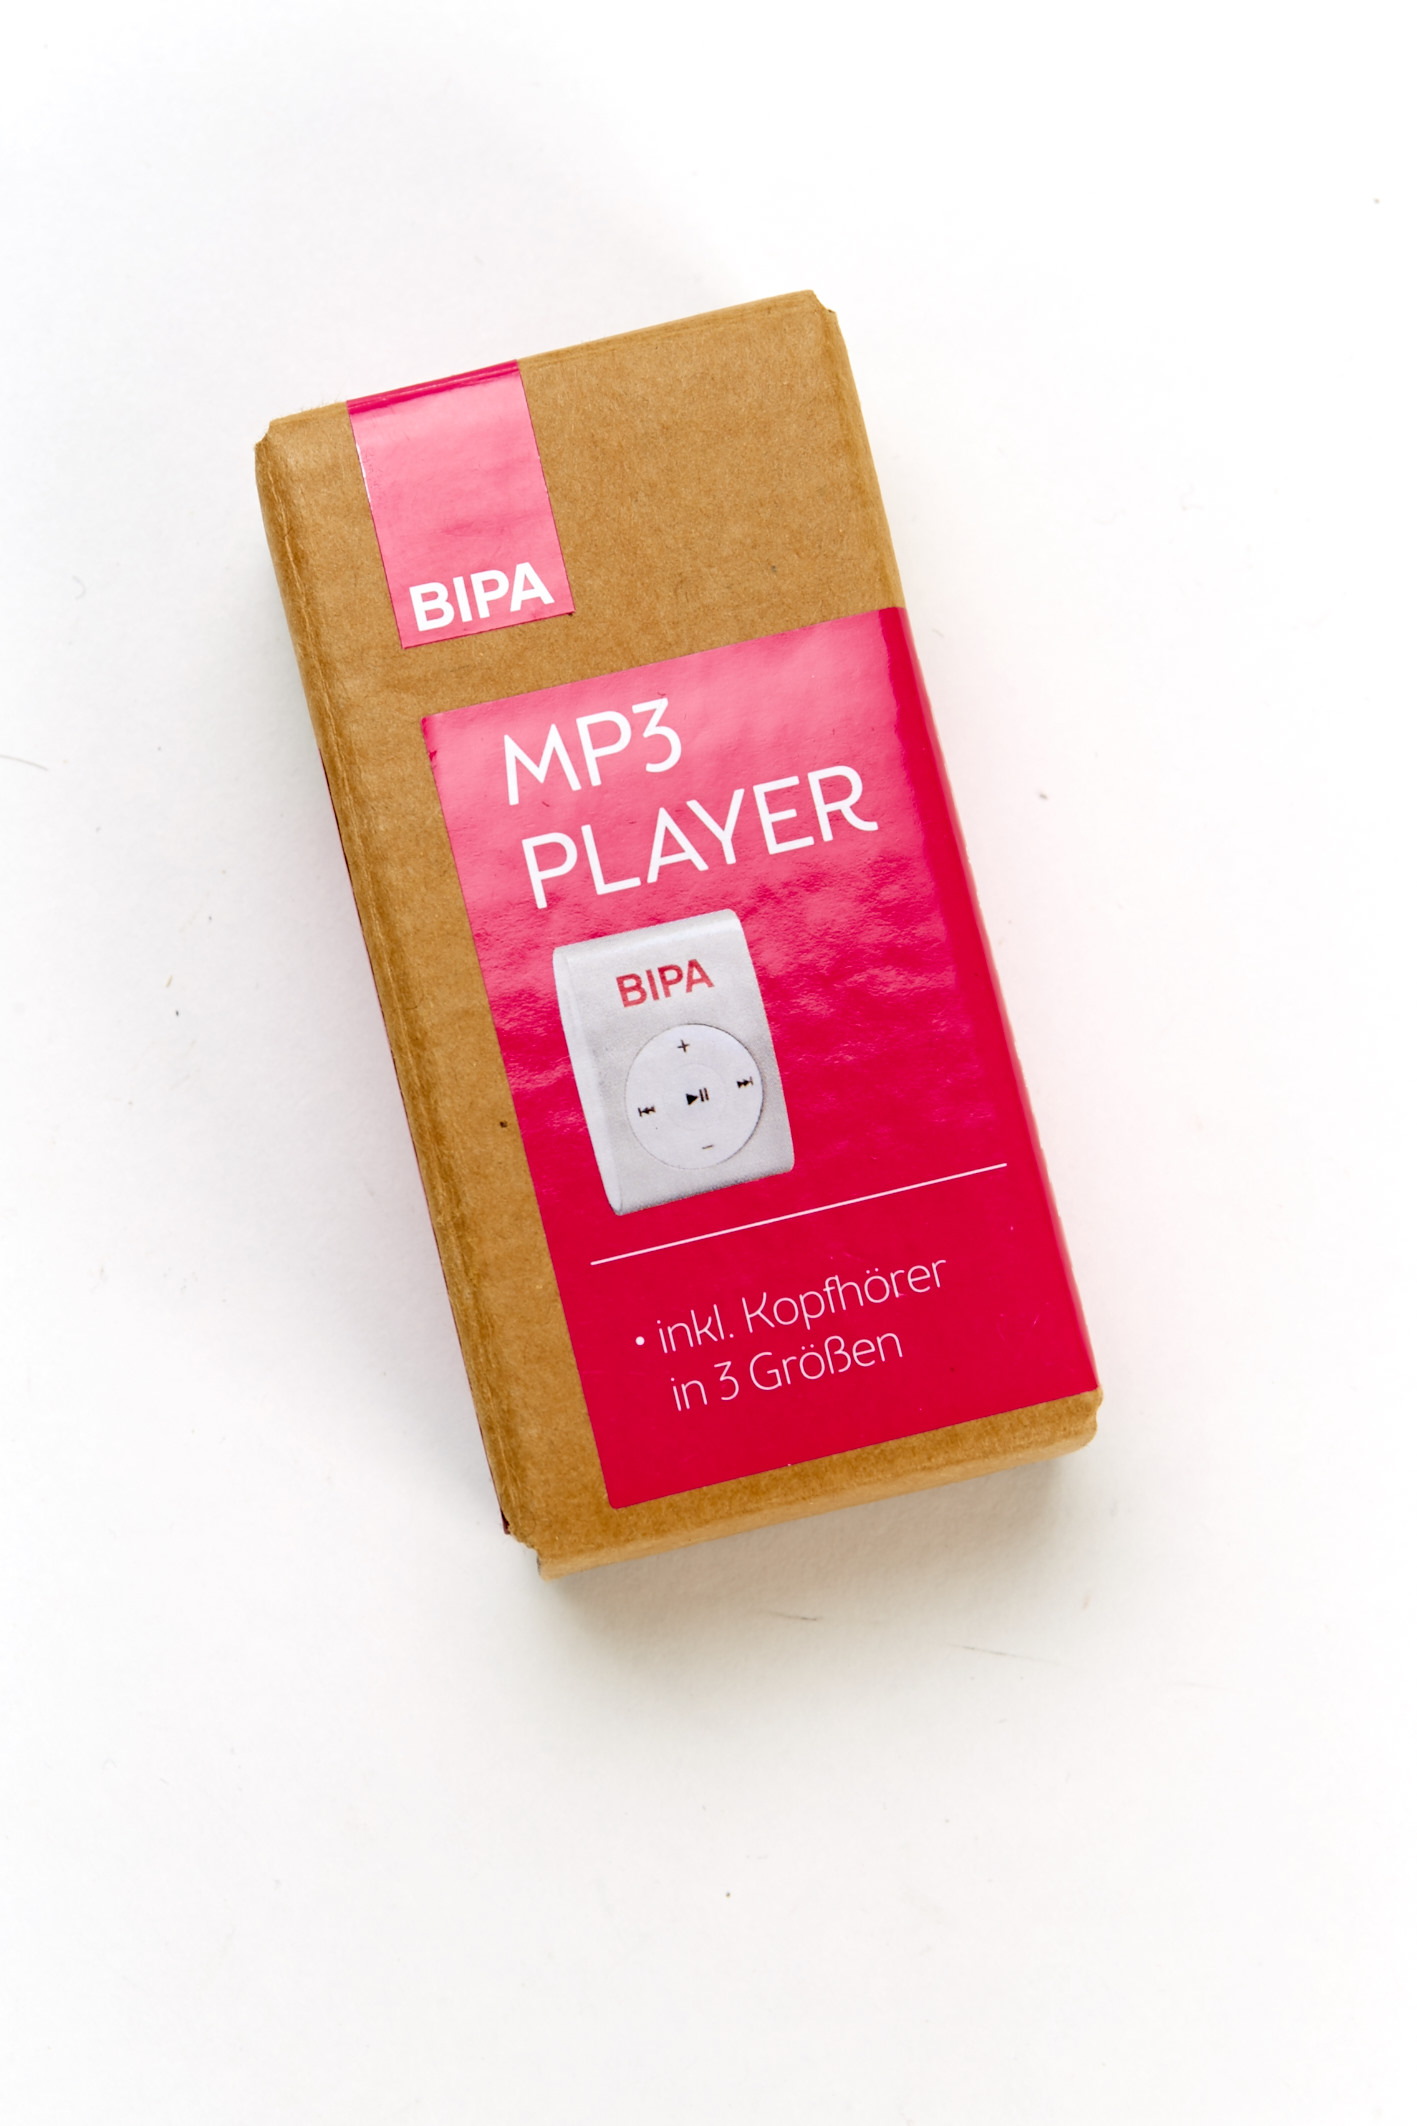 BIPA
MP3
PLAYER
BIPA
• inkl. Kopfhörer
in 3 Größen